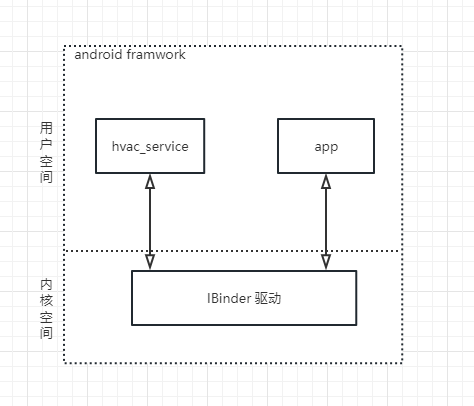 android framwork
用户空间
hvac_service
app
内核空间
IBinder 驱动